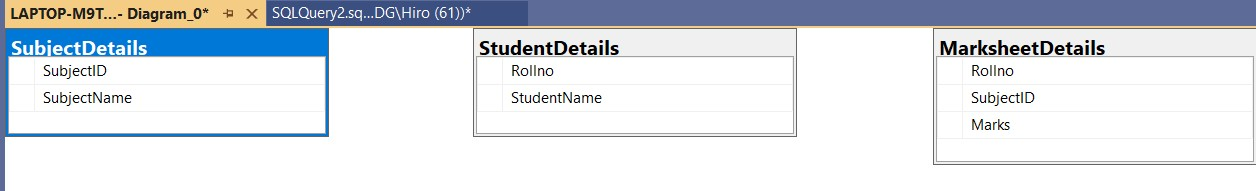 LAPTOP-M9T...- Diagram_0*
SQLQuery2.sq...DG\Hiro (61))*
SubjectDetails
SubjectID
SubjectName
StudentDetails
Rollno
StudentName
MarksheetDetails
Rollno
SubjectID
Marks